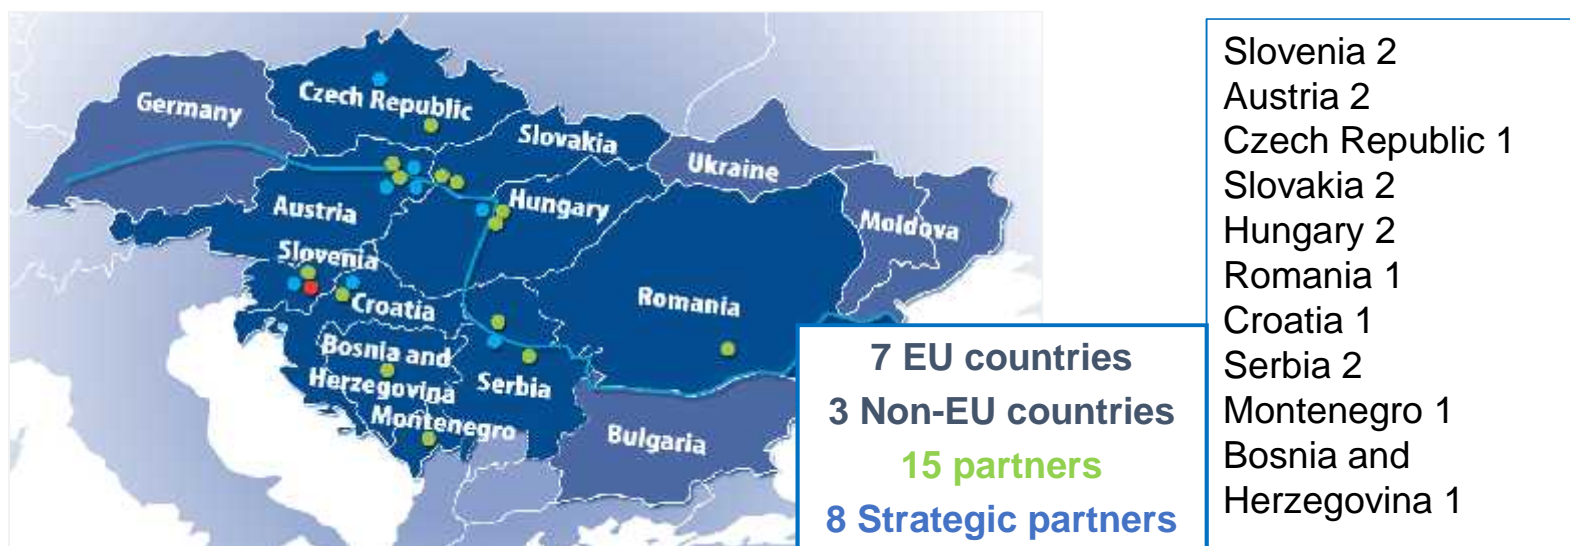 Germany
Czech Republic
Slovakia
Ukraine
Austria
Hungary
Moldova
Slovenia
Croatia
Romania
Bosnia and
Herzegovina
Serbia
Montenegro
Bulgaria
7 EU countries
3 Non-EU countries
15 partners
8 Strategic partners
Slovenia 2
Austria 2
Czech Republic 1
Slovakia 2
Hungary 2
Romania 1
Croatia 1
Serbia 2
Montenegro 1
Bosnia and
Herzegovina 1